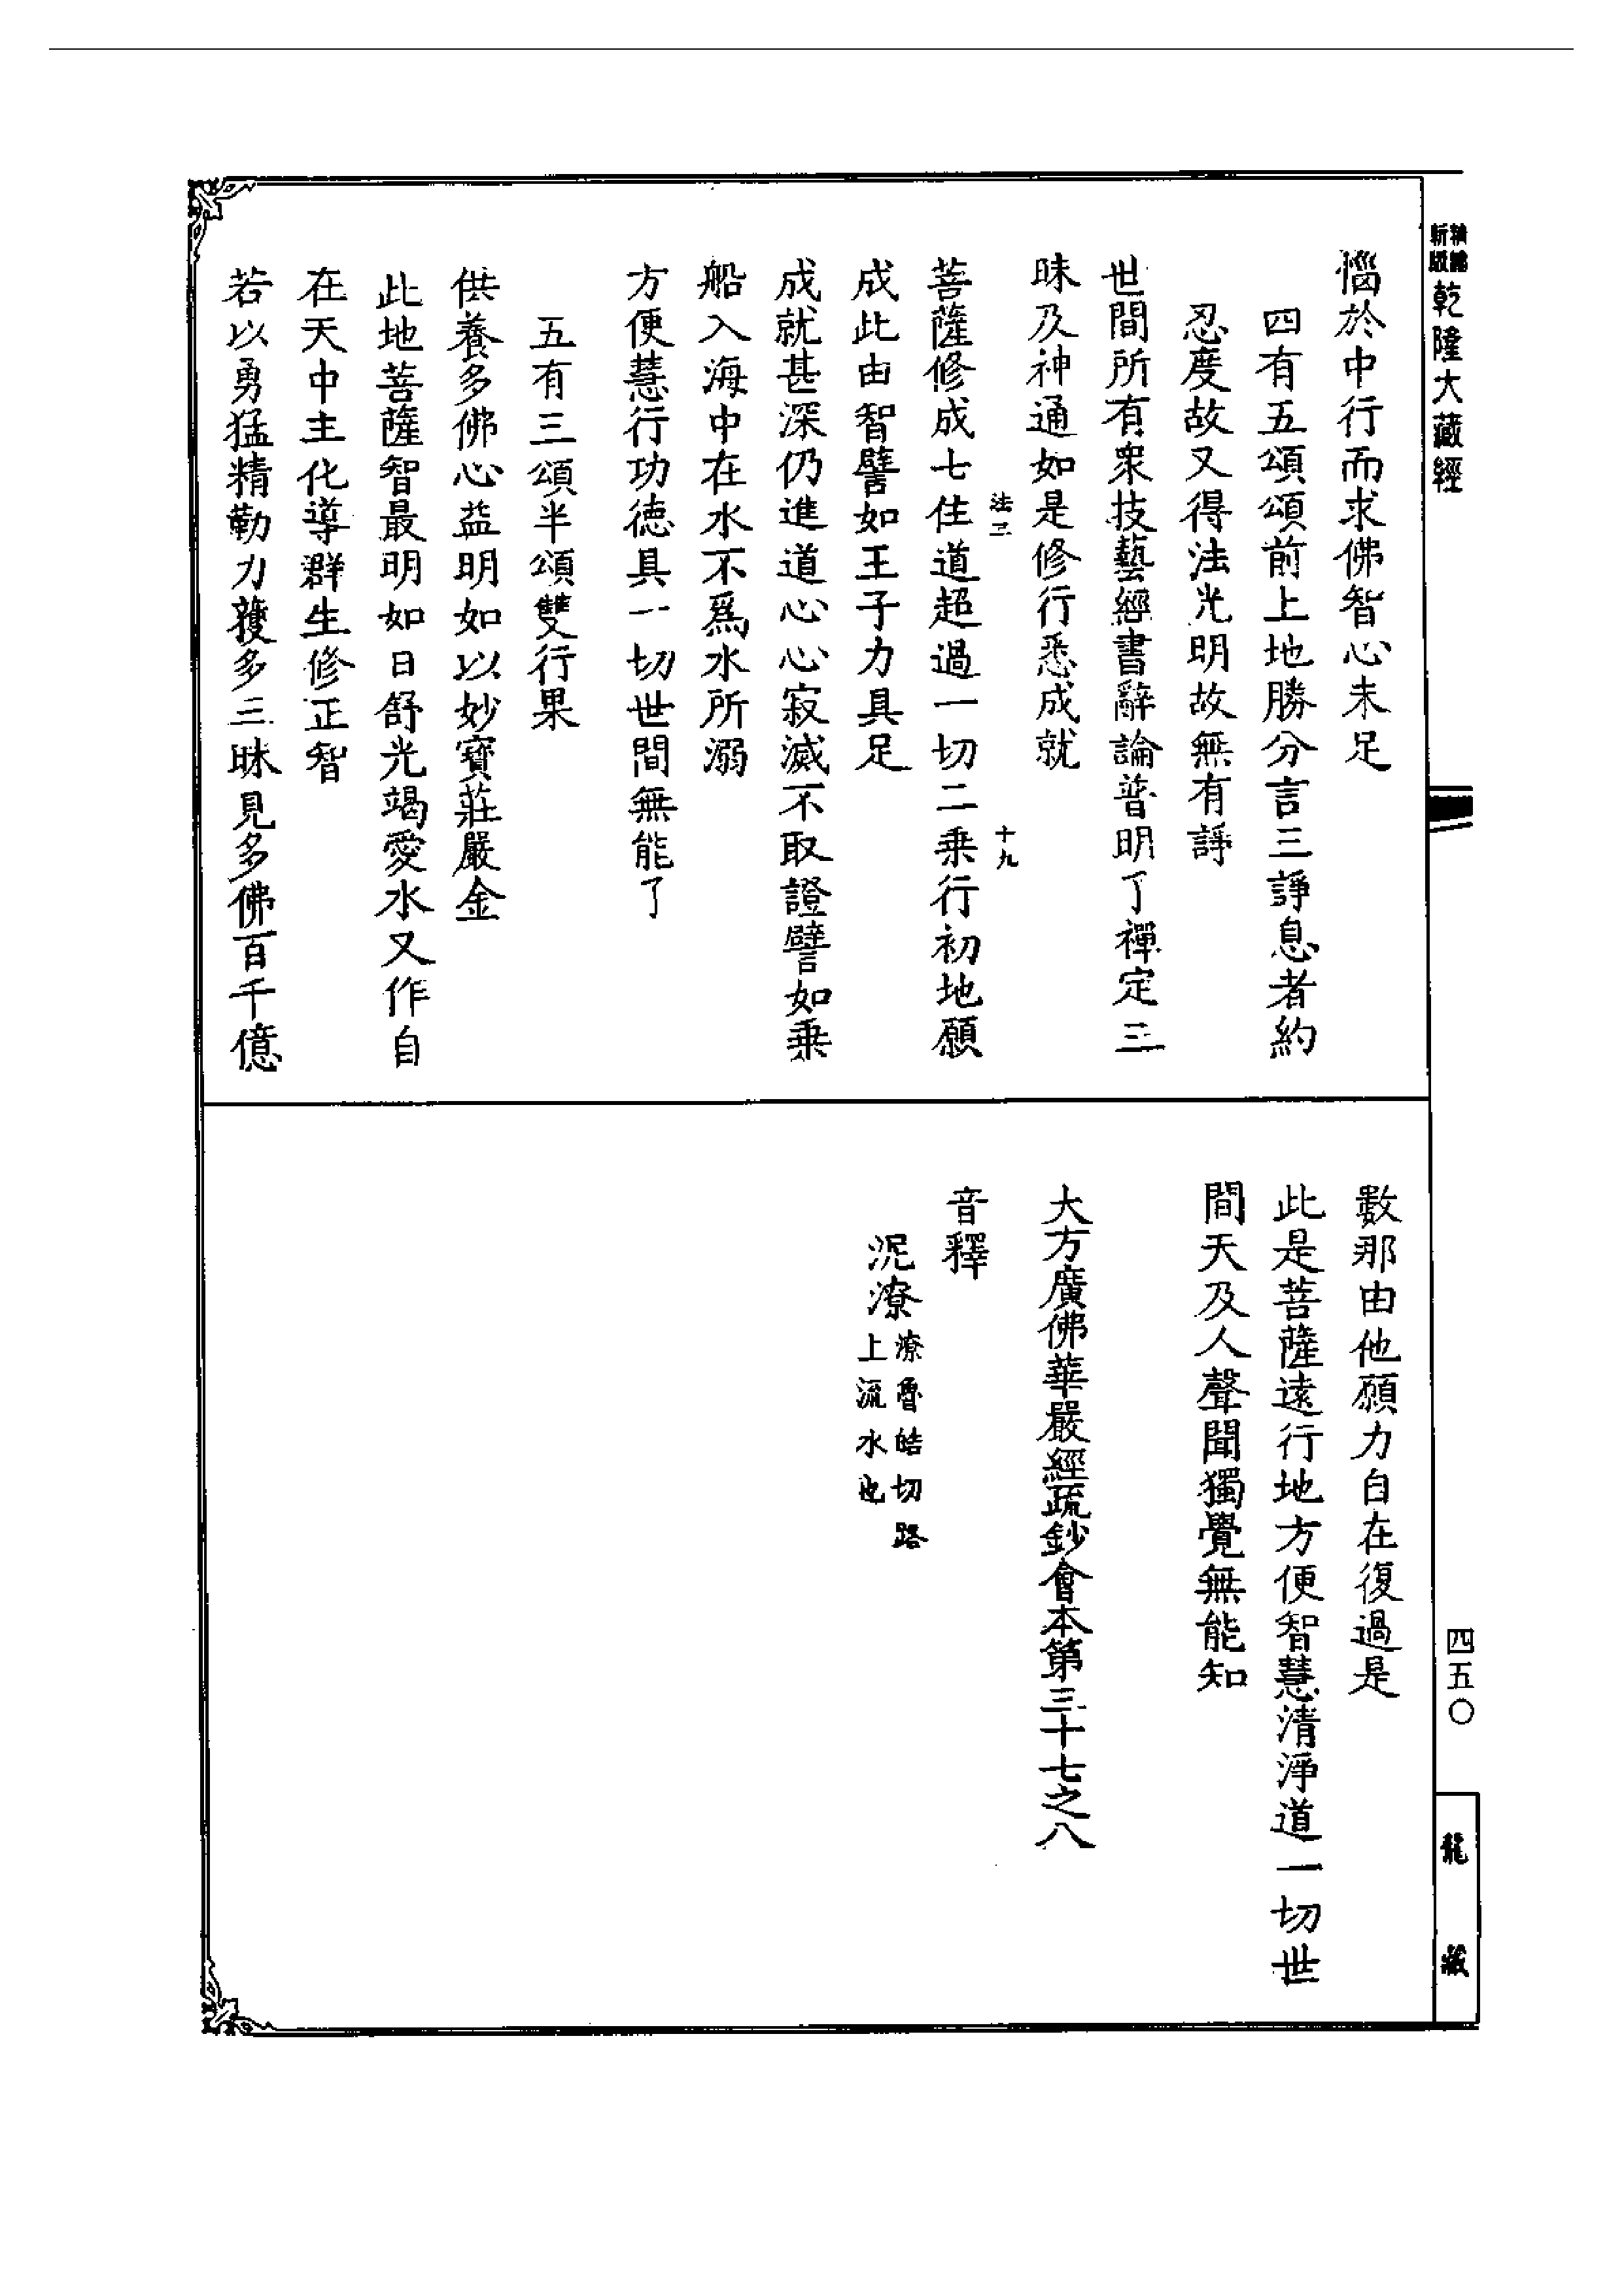 乾隆大藏經
惱於中行而求佛智心未足
四有五頌頌前上地勝分言三諍息者約
忍度故又得法光明故無有諍
世間所有衆技藝經書辭論普明了禪定三
昧及神通如是修行悉成就
法三
十九
菩薩修成七住道超過一切二乗行初地願
成此由智譬如王子力具足
成就甚深仍進道心心寂滅不取證譬如乗
船入海中在水不爲水所溺
方便慧行功德具一切世間無能了
五有三頌半頌雙行果
供養多佛心益明如以妙寶莊嚴金
此地菩薩智最明如日舒光竭愛水又作自
在天中主化導群生修正智
若以勇猛精勤力獲多三昧見多佛百千億
數那由他願力自在復過是
此是菩薩遠行地方便智慧清淨道一切世
間天及人聲聞獨覺無能知
大方廣佛華嚴經疏鈔會本第三十七之八
音釋
泥潦
潦魯皓切路
上流水也
四五〇
龍藏